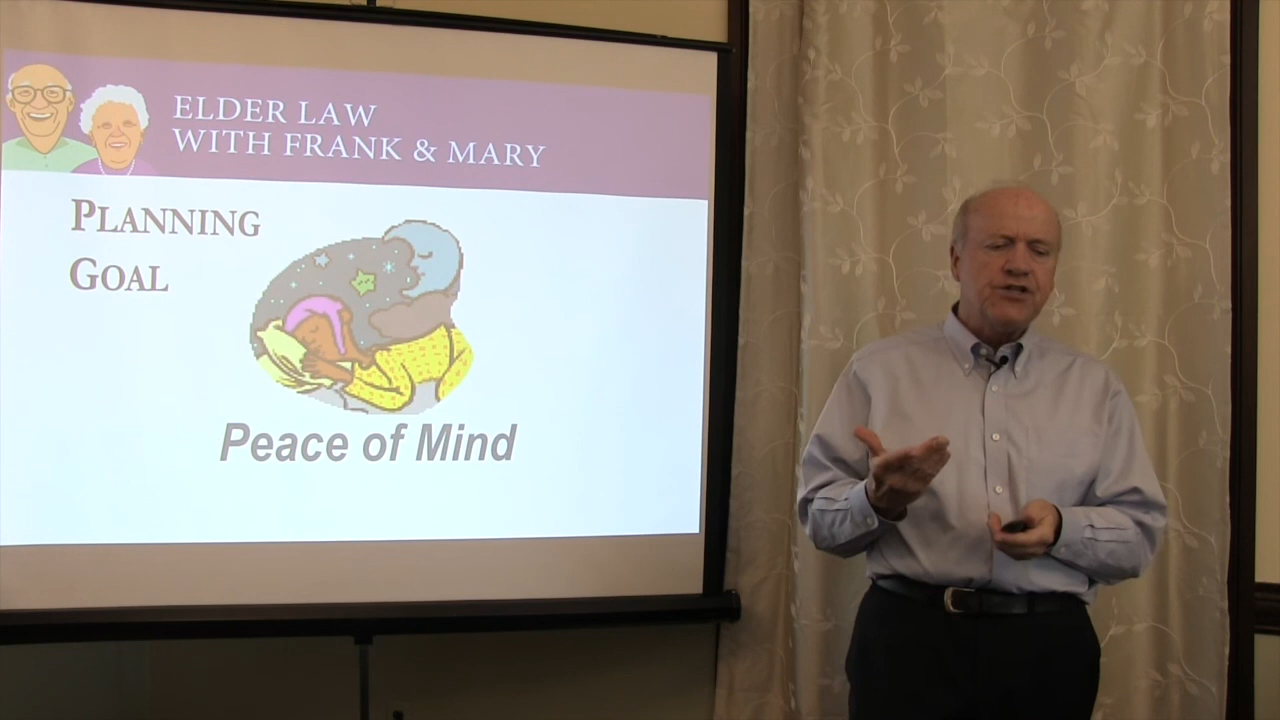 ELDER LAW
WITH FRANK & MARY
PLANNING
GOAL
Peace of Mind